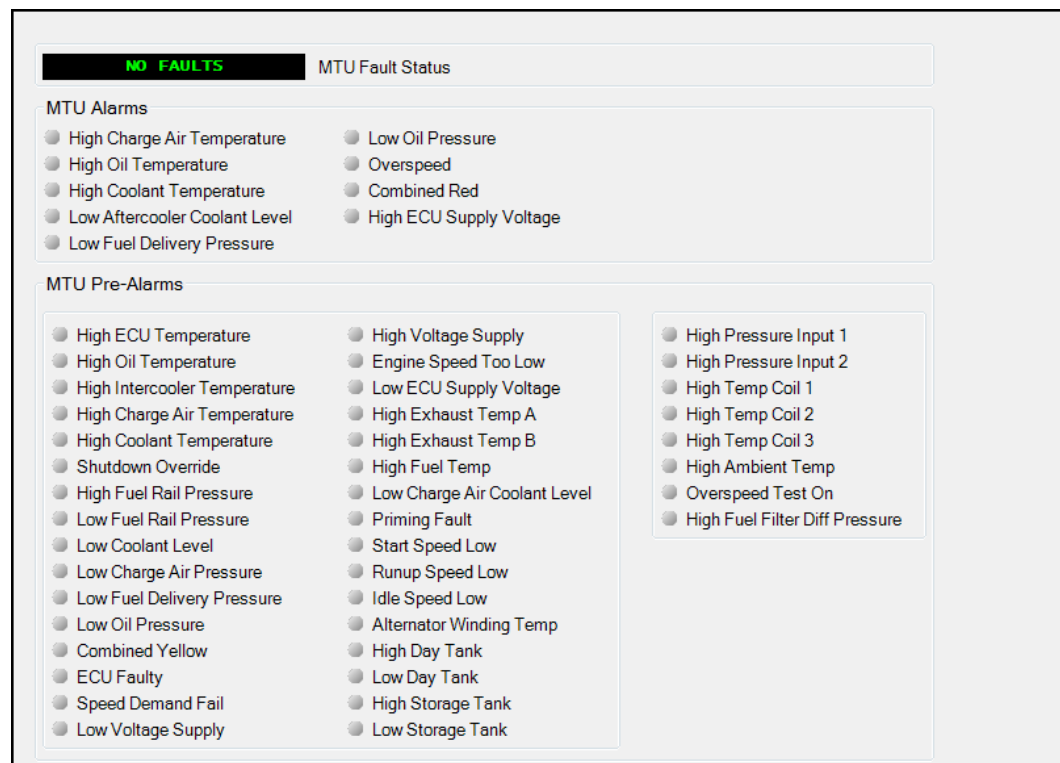 NO FAULTS MTU Fault Status
MTU Alarms
High Charge Air Temperature
High Oil Temperature
High Coolant Temperature
Low Aftercooler Coolant Level
Low Fuel Delivery Pressure
Low Oil Pressure
Overspeed
Combined Red
High ECU Supply Voltage
MTU Pre-Alarms
High ECU Temperature
High Oil Temperature
High Intercooler Temperature
High Charge Air Temperature
High Coolant Temperature
Shutdown Override
High Fuel Rail Pressure
Low Fuel Rail Pressure
Low Coolant Level
Low Charge Air Pressure
Low Fuel Delivery Pressure
Low Oil Pressure
Combined Yellow
ECU Faulty
Speed Demand Fail
Low Voltage Supply
High Voltage Supply
Engine Speed Too Low
Low ECU Supply Voltage
High Exhaust Temp A
High Exhaust Temp B
High Fuel Temp
Low Charge Air Coolant Level
Priming Fault
Start Speed Low
Runup Speed Low
Idle Speed Low
Alternator Winding Temp
High Day Tank
Low Day Tank
High Storage Tank
Low Storage Tank
High Pressure Input 1
High Pressure Input 2
High Temp Coil 1
High Temp Coil 2
High Temp Coil 3
High Ambient Temp
Overspeed Test On
High Fuel Filter Diff Pressure